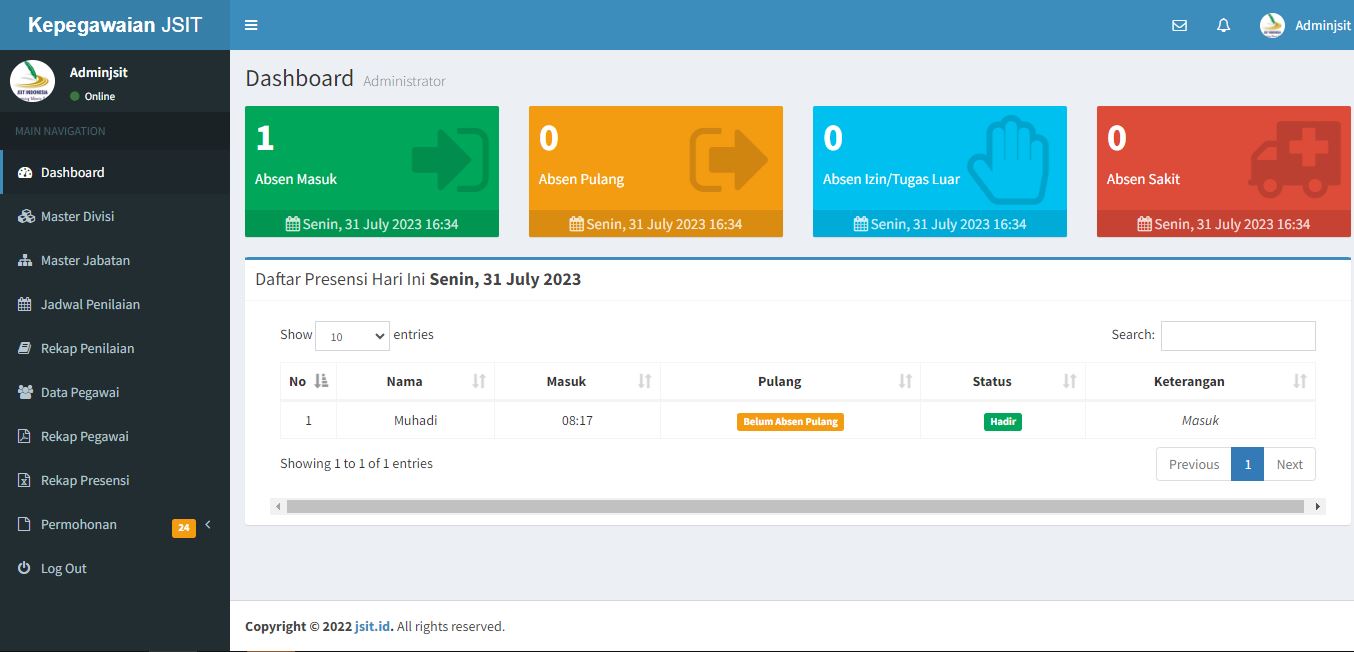 Kepegawaian JSIT
Adminjsit
Adminjsit
Online
MAIN NAVIGATION
Dashboard
Master Divisi
Master Jabatan
Jadwal Penilaian
Rekap Penilaian
Data Pegawai
Rekap Pegawai
Rekap Presensi
Permohonan 24
Log Out
Dashboard Administrator
1
Absen Masuk
Senin, 31 July 2023 16:34
0
Absen Pulang
Senin, 31 July 2023 16:34
0
Absen Izin/Tugas Luar
Senin, 31 July 2023 16:34
0
Absen Sakit
Senin, 31 July 2023 16:34
Daftar Presensi Hari Ini Senin, 31 July 2023
Show 10 entries Search:
No Nama Masuk Pulang Status Keterangan
1 Muhadi 08:17 Belum Absen Pulang Hadir Masuk
Showing 1 to 1 of 1 entries Previous 1 Next
Copyright © 2022 jsit.id. All rights reserved.